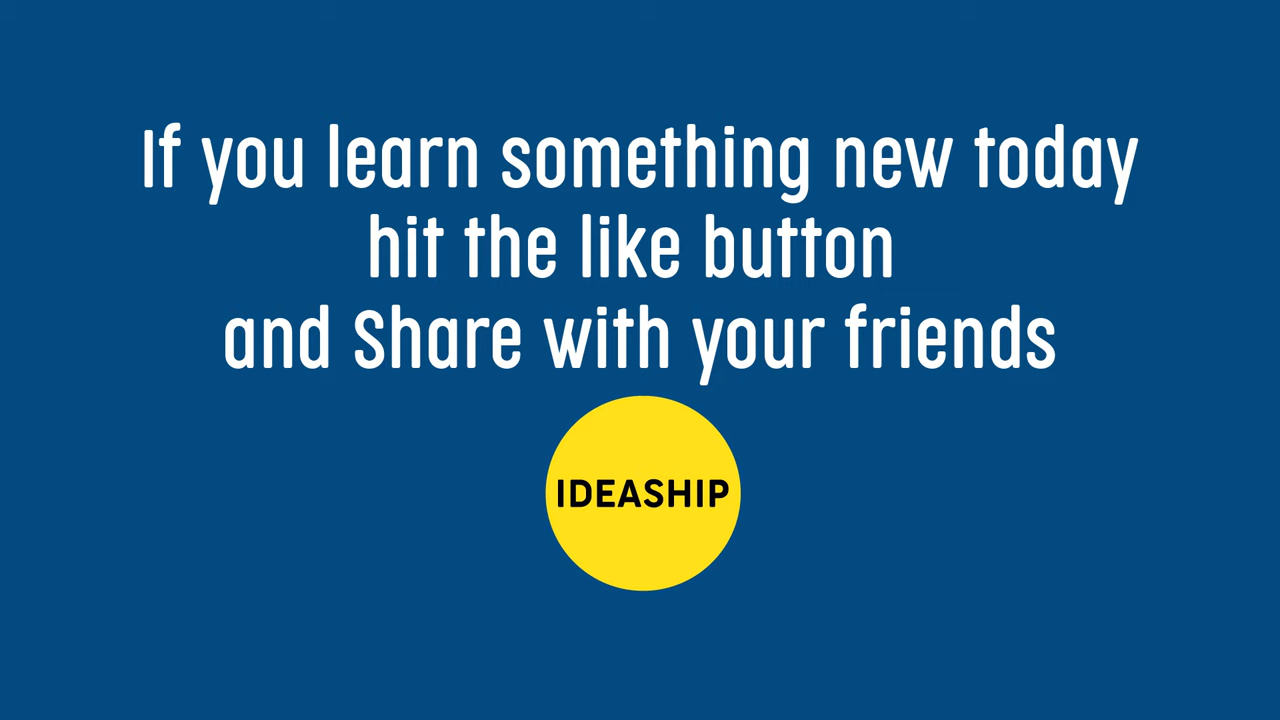 If you learn something new today
hit the like button
and Share with your friends
IDEASHIP